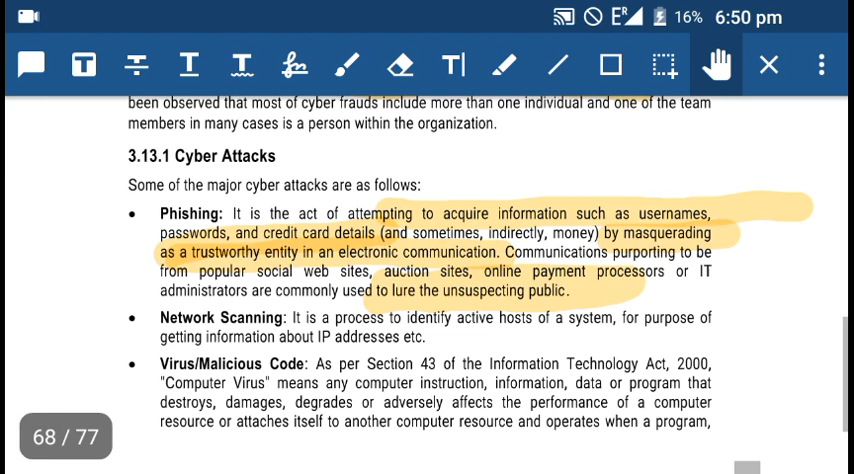 E R 16% 6:50 pm
been observed that most of cyber frauds include more than one individual and one of the team
members in many cases is a person within the organization.
3.13.1 Cyber Attacks
Some of the major cyber attacks are as follows:
• Phishing: It is the act of attempting to acquire information such as usernames,
passwords, and credit card details (and sometimes, indirectly, money) by masquerading
as a trustworthy entity in an electronic communication. Communications purporting to be
from popular social web sites, auction sites, online payment processors or IT
administrators are commonly used to lure the unsuspecting public.
• Network Scanning: It is a process to identify active hosts of a system, for purpose of
getting information about IP addresses etc.
• Virus/Malicious Code: As per Section 43 of the Information Technology Act, 2000,
"Computer Virus" means any computer instruction, information, data or program that
destroys, damages, degrades or adversely affects the performance of a computer
resource or attaches itself to another computer resource and operates when a program,
68 / 77